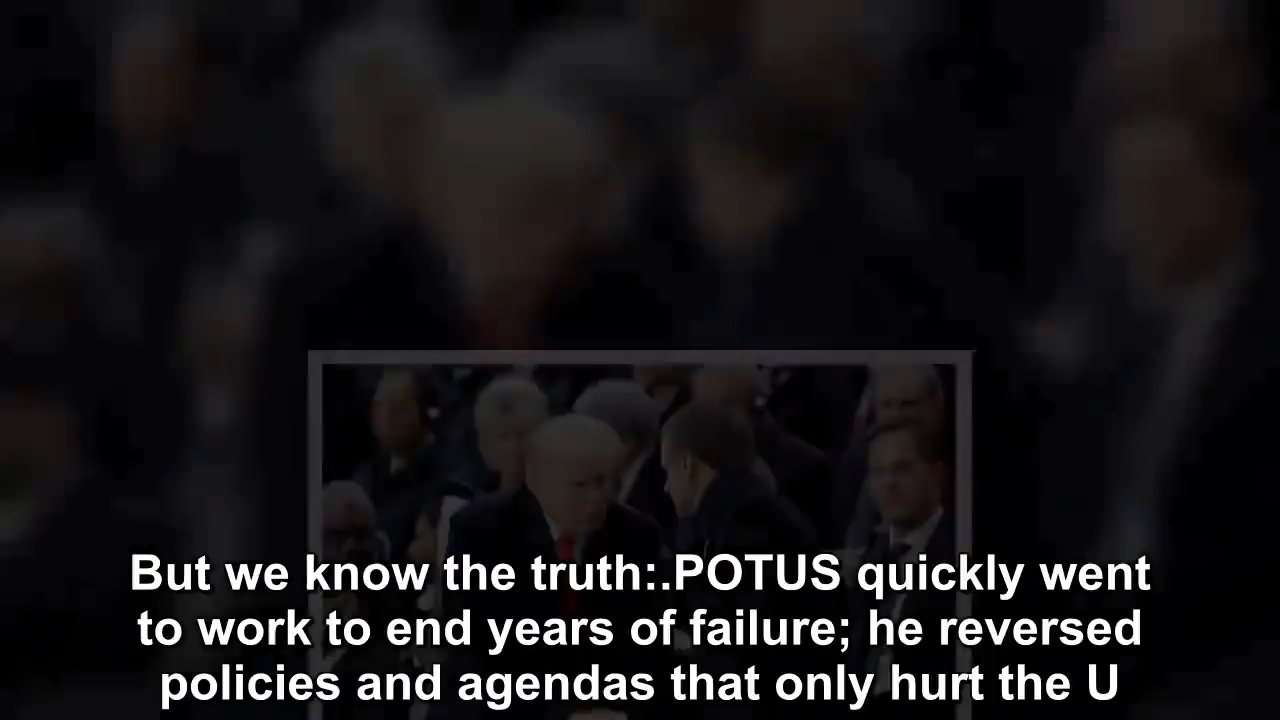 But we know the truth:.POTUS quickly went
to work to end years of failure; he reversed
policies and agendas that only hurt the U